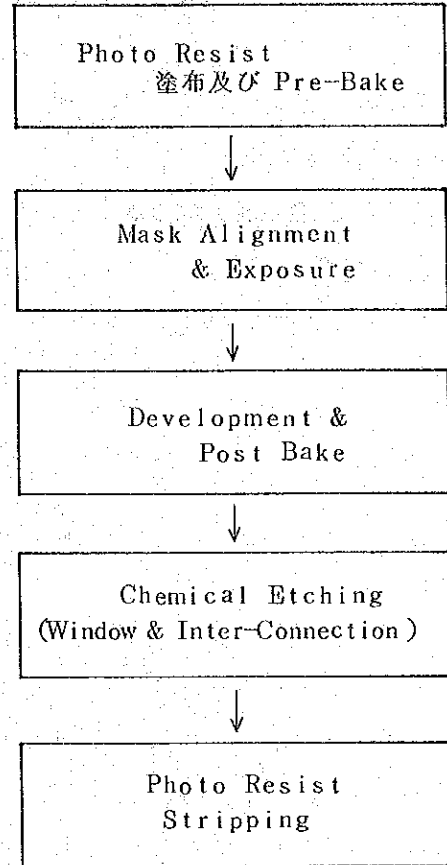 Photo Resist
塗布及び Pre-Bake
Mask Alignment
& Exposure
Development &
Post Bake
Chemical Etching
(Window & Inter-Connection)
Photo Resist
Stripping